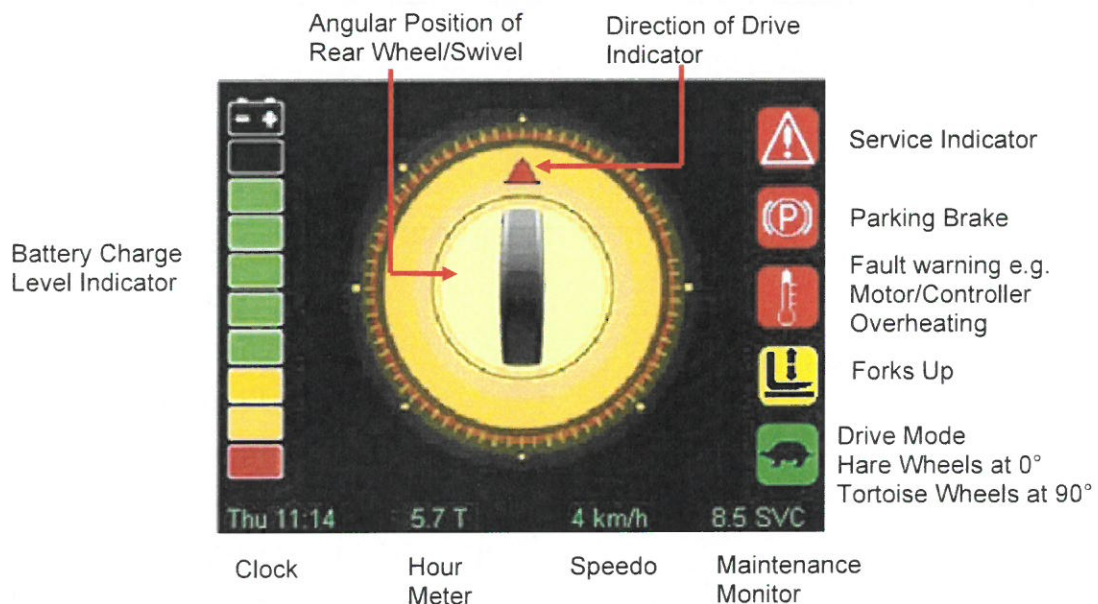 Angular Position of
Rear Wheel/Swivel
Direction of Drive
Indicator
Service Indicator
P
Parking Brake
Battery Charge
Level Indicator
Fault warning e.g.
Motor/Controller
Overheating
Forks Up
Drive Mode
Hare Wheels at 0°
Tortoise Wheels at 90°
Thu 11:14 5.7 T 4 km/h 8.5 SVC
Clock
Hour
Meter
Speedo
Maintenance
Monitor